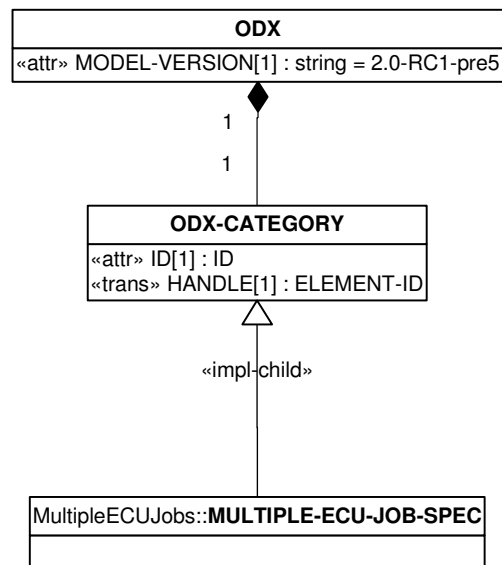 ODX
«attr» MODEL-VERSION[1] : string = 2.0-RC1-pre5
1
1
ODX-CATEGORY
«attr» ID[1] : ID
«trans» HANDLE[1] : ELEMENT-ID
«impl-child»
MultipleECUJobs::MULTIPLE-ECU-JOB-SPEC